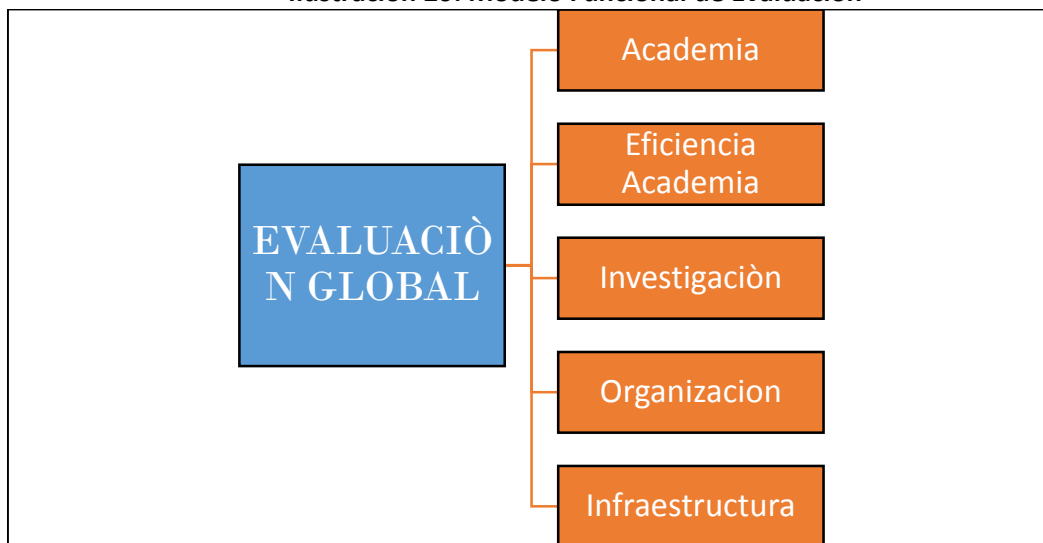 Academia
Eficiencia
Academia
EVALUACIÒ
N GLOBAL
Investigaciòn
Organizacion
Infraestructura